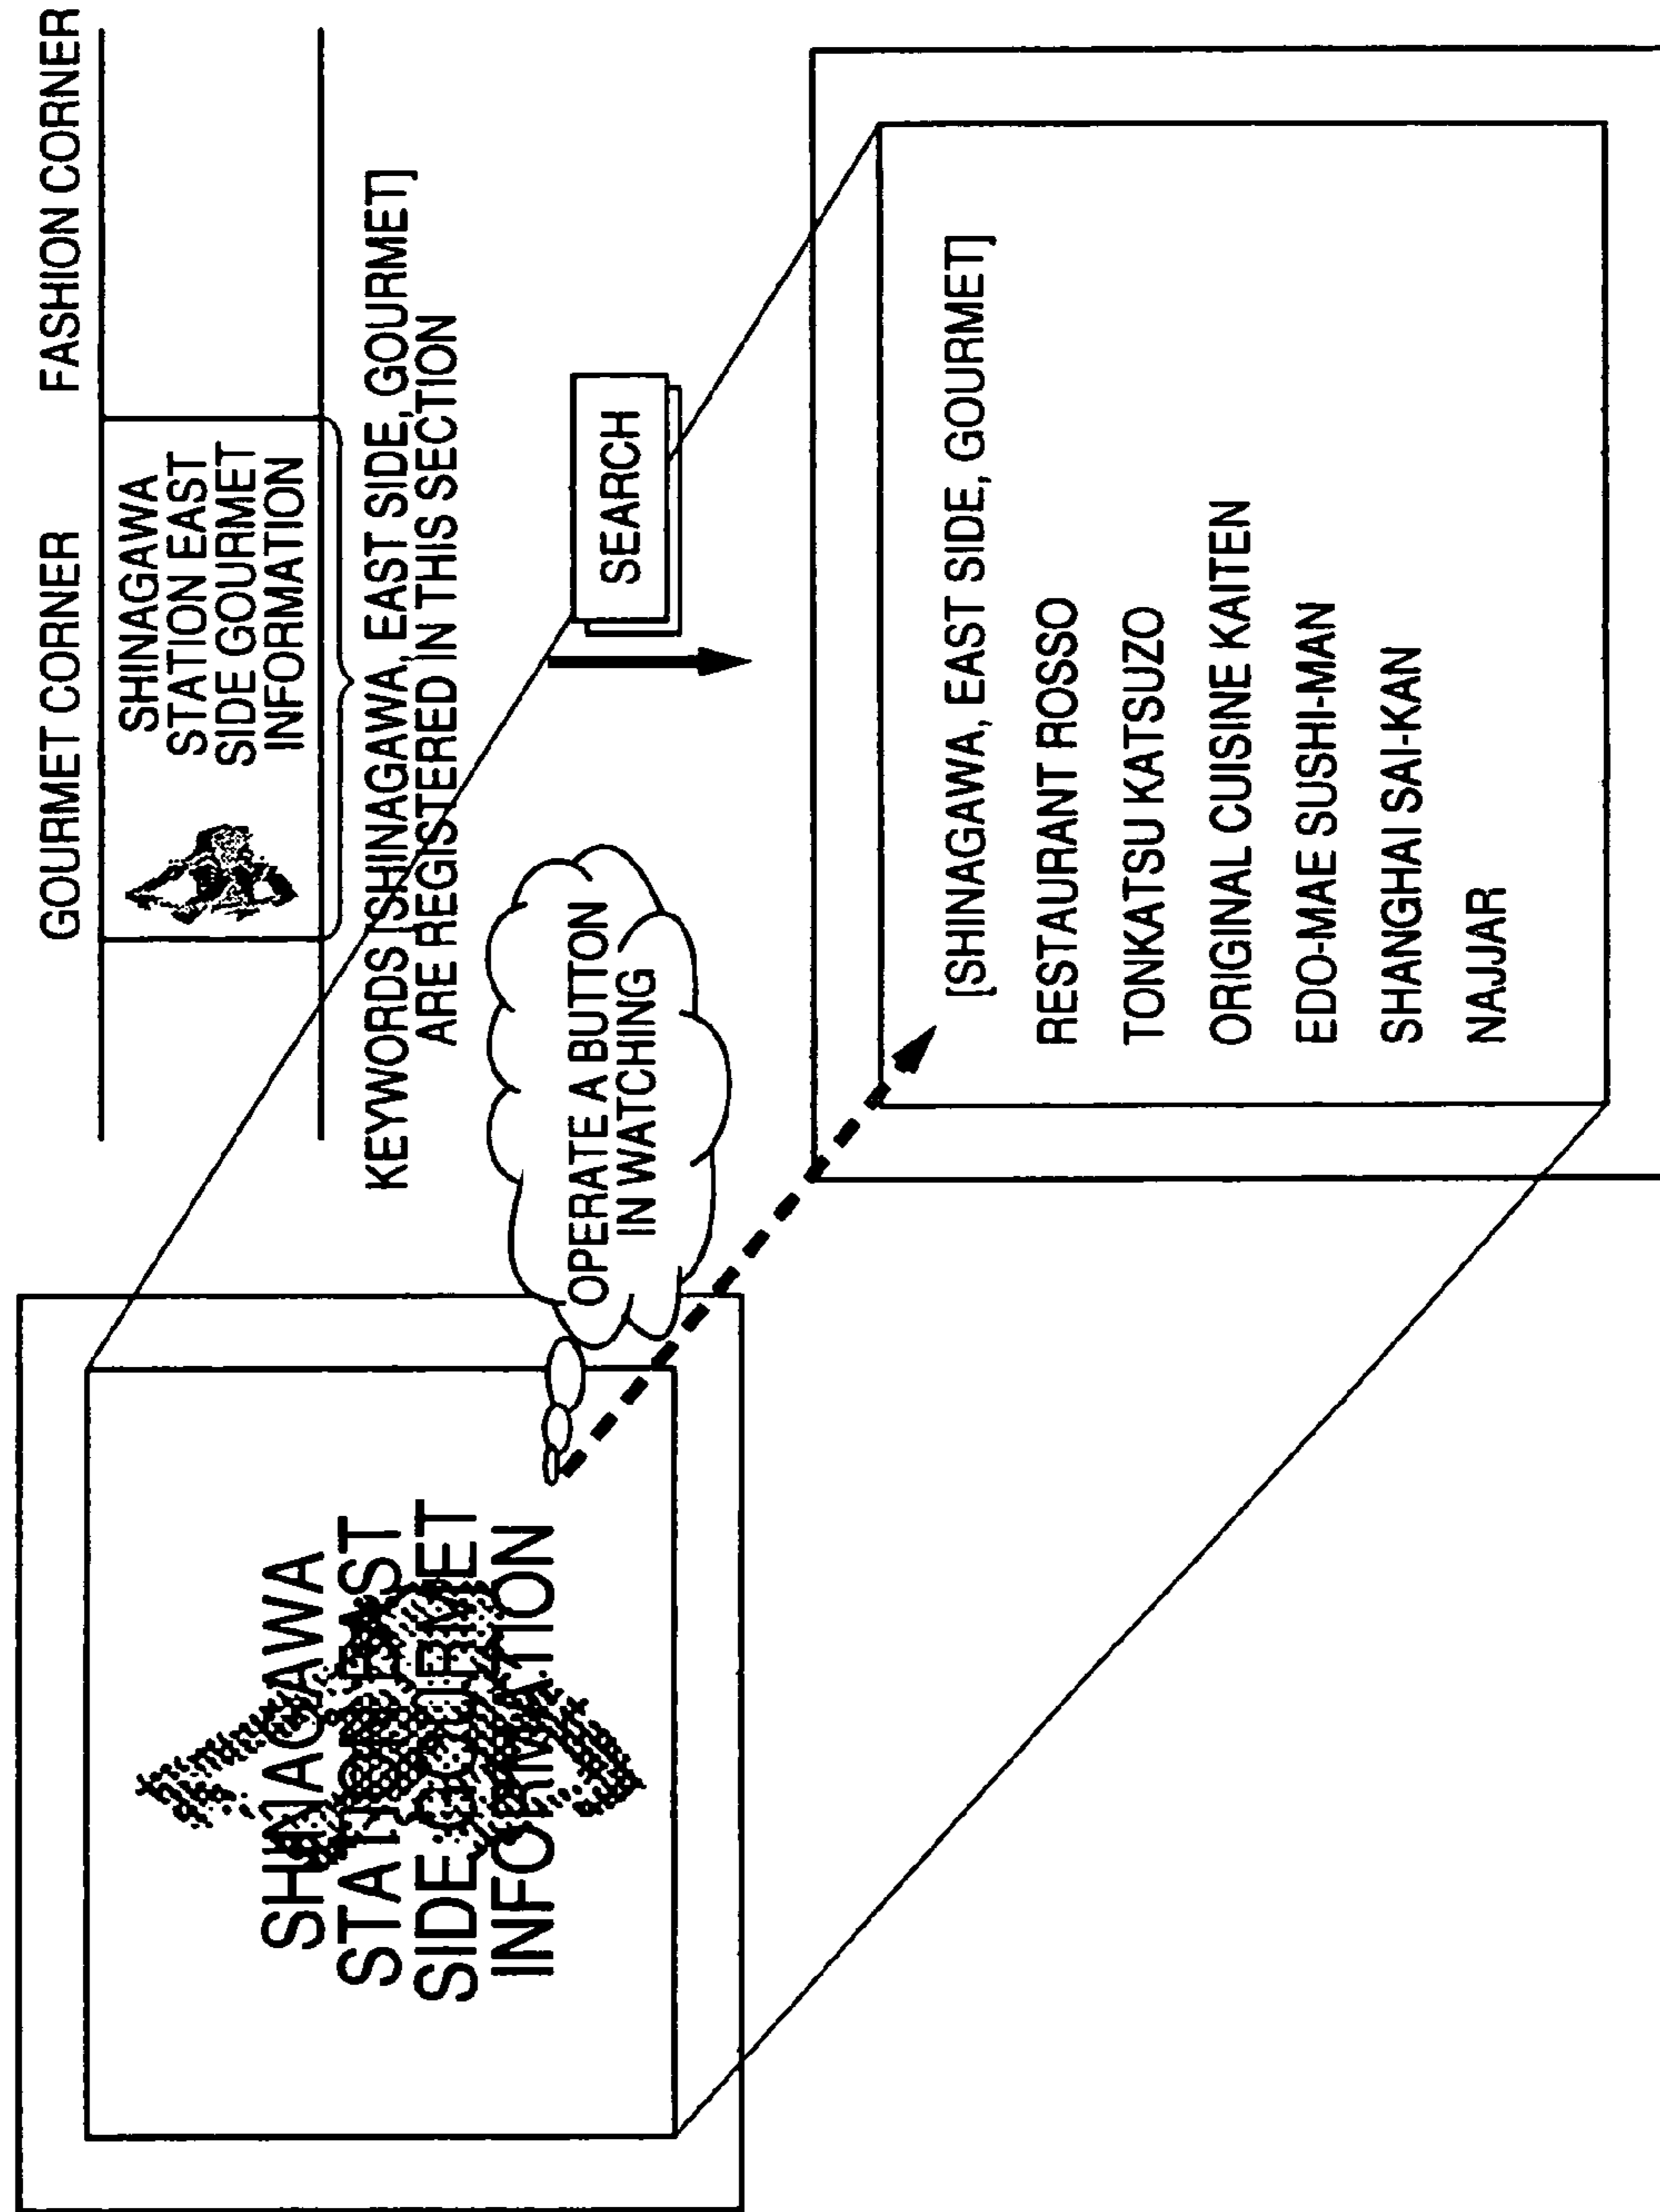 GOURMET CORNER
FASHION CORNER
SHINAGAWA
STATION EAST
SIDE GOURMET
INFORMATION
KEYWORDS [SHINAGAWA, EAST SIDE, GOURMET]
ARE REGISTERED IN THIS SECTION
SHINAGAWA
STATION EAST
SIDE GOURMET
INFORMATION
OPERATE A BUTTON
IN WATCHING
SEARCH
[SHINAGAWA, EAST SIDE, GOURMET]
RESTAURANT ROSSO
TONKATSU KATSUZO
ORIGINAL CUISINE KAITEN
EDO-MAE SUSHI-MAN
SHANGHAI SAI-KAN
NAJJAR